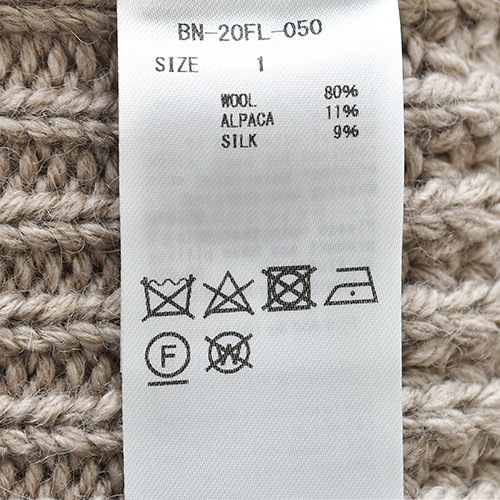 BN-20FL-050
SIZE 1
WOOL 80%
ALPACA 11%
SILK 9%
F
W